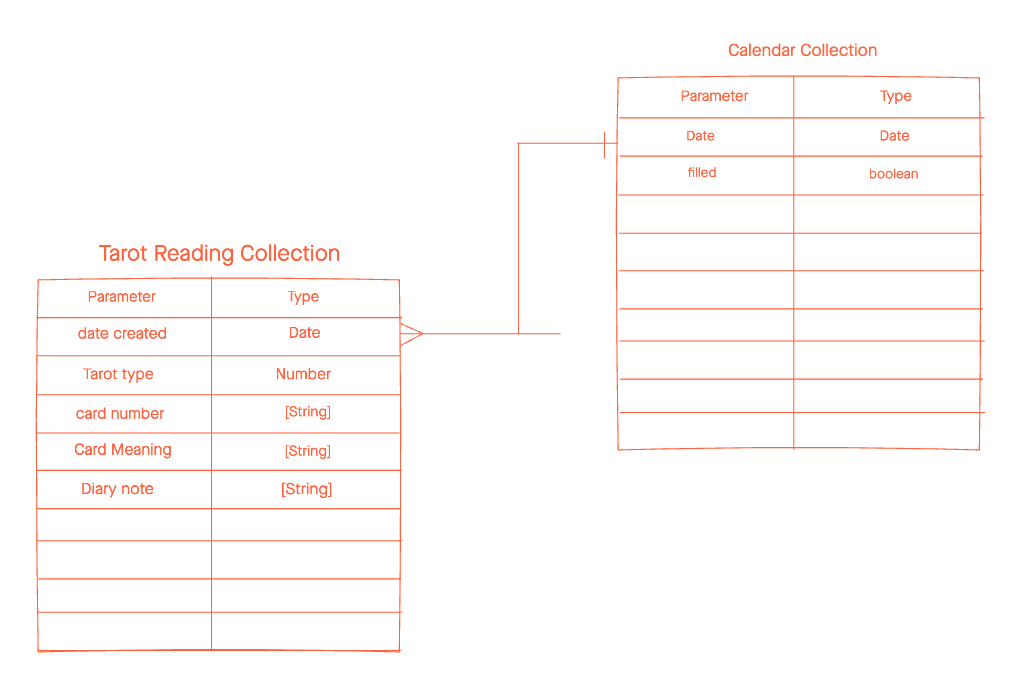 Calendar Collection
Parameter Type
Date Date
filled boolean
Tarot Reading Collection
Parameter Type
date created Date
Tarot type Number
card number [String]
Card Meaning [String]
Diary note [String]